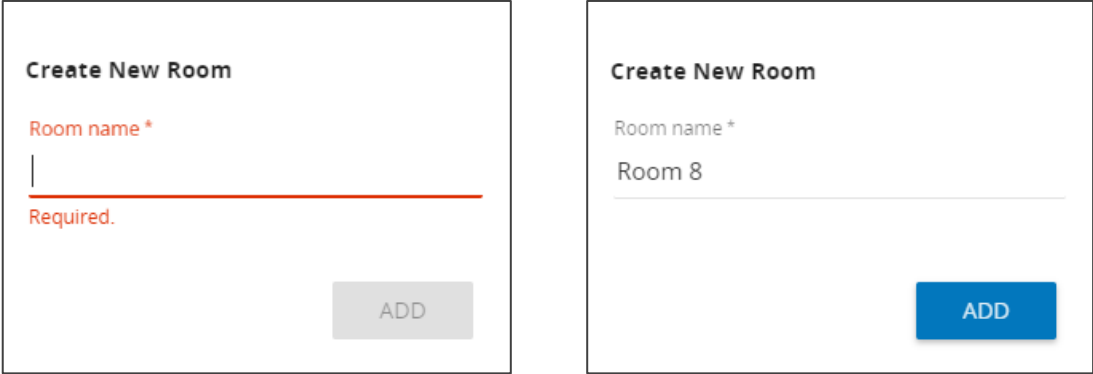 Create New Room
Room name *
Required.
ADD
Create New Room
Room name *
Room 8
ADD